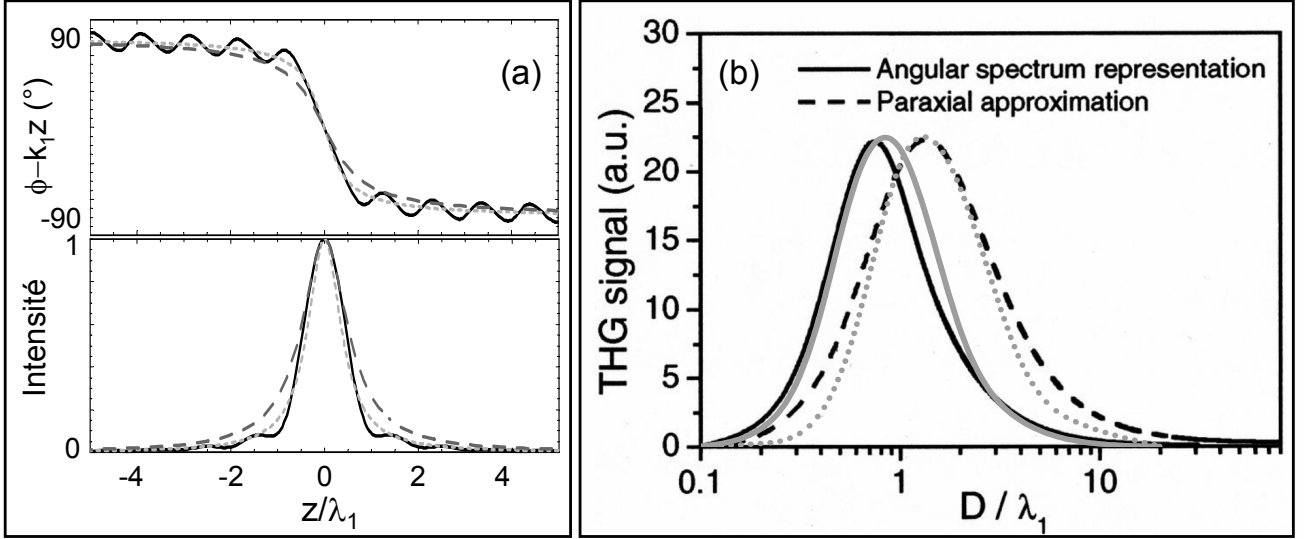 (a)
ϕ−k₁z (°)
90
-90
Intensité
1
0
-4
-2
0
2
4
z/λ₁
(b)
Angular spectrum representation
Paraxial approximation
THG signal (a.u.)
30
25
20
15
10
5
0
0.1
1
10
D / λ₁